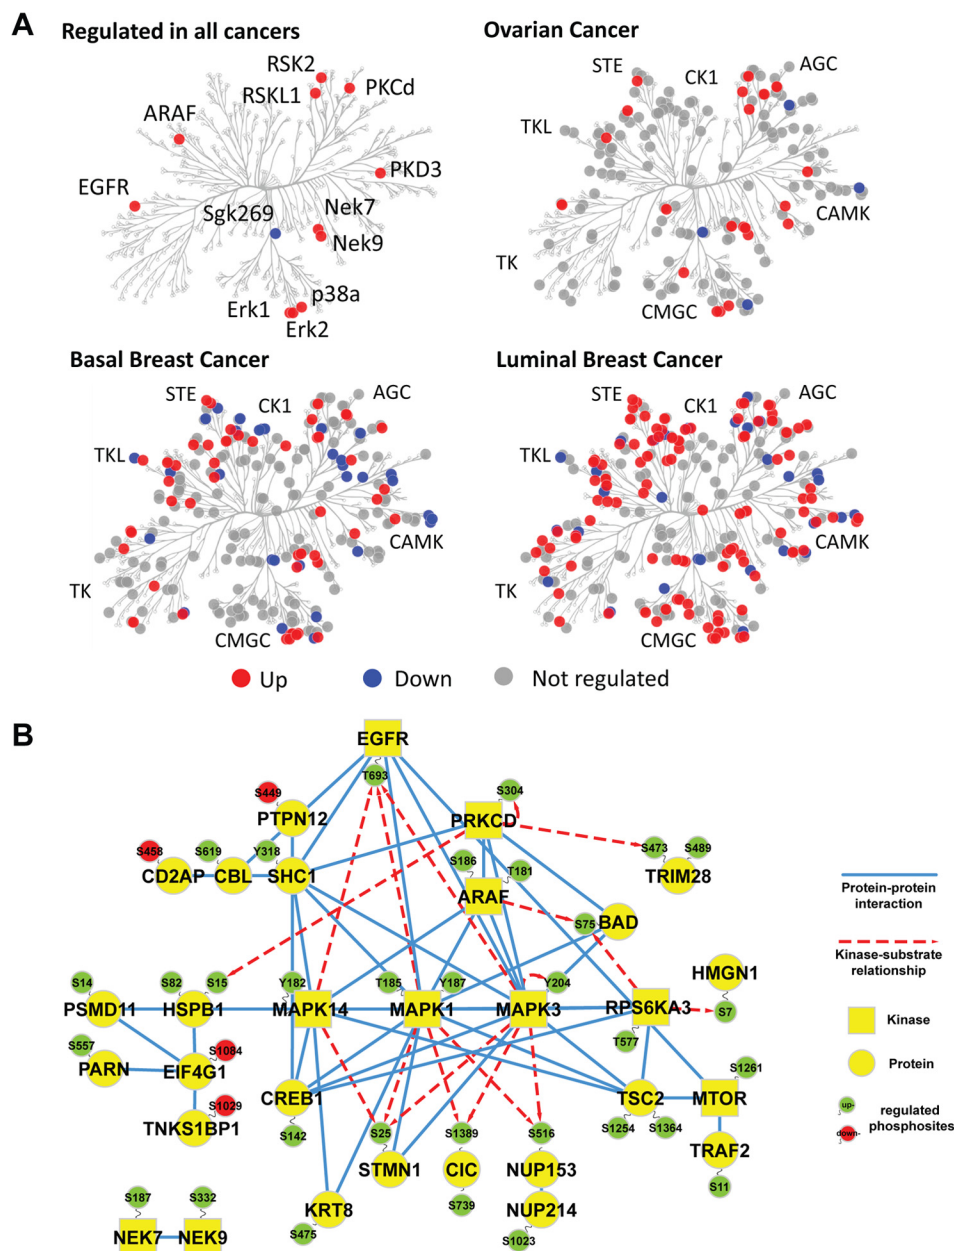 A
Regulated in all cancers
Ovarian Cancer
RSK2
RSKL1
PKCd
ARAF
PKD3
EGFR
Sgk269
Nek7
Nek9
p38a
Erk1
Erk2
STE
CK1
AGC
TKL
CAMK
TK
CMGC
Basal Breast Cancer
Luminal Breast Cancer
STE
CK1
AGC
TKL
CAMK
TK
CMGC
STE
CK1
AGC
TKL
CAMK
TK
CMGC
Up
Down
Not regulated
B
EGFR
T693
S449
PTPN12
S304
PRKCD
S458
S619
Y318
CD2AP
CBL
SHC1
S186
T181
ARAF
S473
S489
TRIM28
S75
BAD
Protein-protein
interaction
Kinase-substrate
relationship
HMGN1
S7
S14
PSMD11
S82
S15
HSPB1
Y182
MAPK14
T185
Y187
MAPK1
Y204
MAPK3
RPS6KA3
T577
Kinase
S557
PARN
S1084
EIF4G1
Protein
S1029
TNKS1BP1
CREB1
S142
TSC2
S1254
S1364
S1261
MTOR
up-
down-
regulated
phosphosites
S25
STMN1
S1389
CIC
S739
S516
NUP153
TRAF2
S11
S187
NEK7
S332
NEK9
KRT8
S475
NUP214
S1023